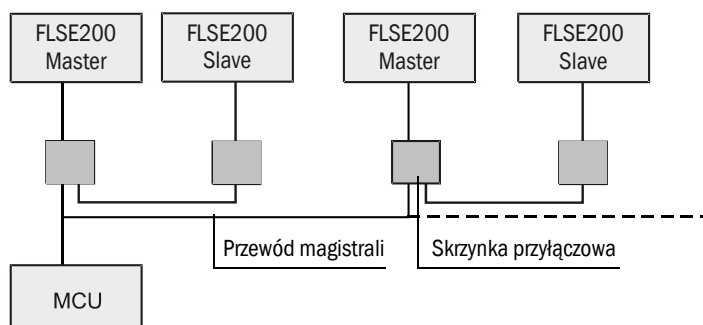 FLSE200
Master
FLSE200
Slave
FLSE200
Master
FLSE200
Slave
Przewód magistrali
Skrzynka przyłączowa
MCU